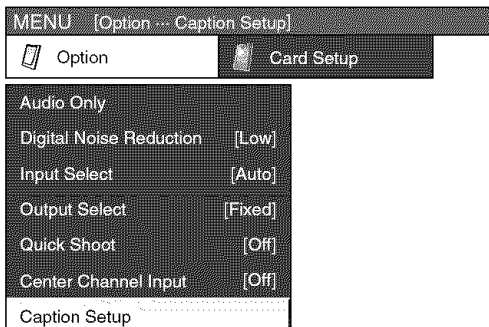 MENU [Option ... Caption Setup]
Option Card Setup
Audio Only
Digital Noise Reduction [Low]
Input Select [Auto]
Output Select [Fixed]
Quick Shoot [Off]
Center Channel Input [Off]
Caption Setup